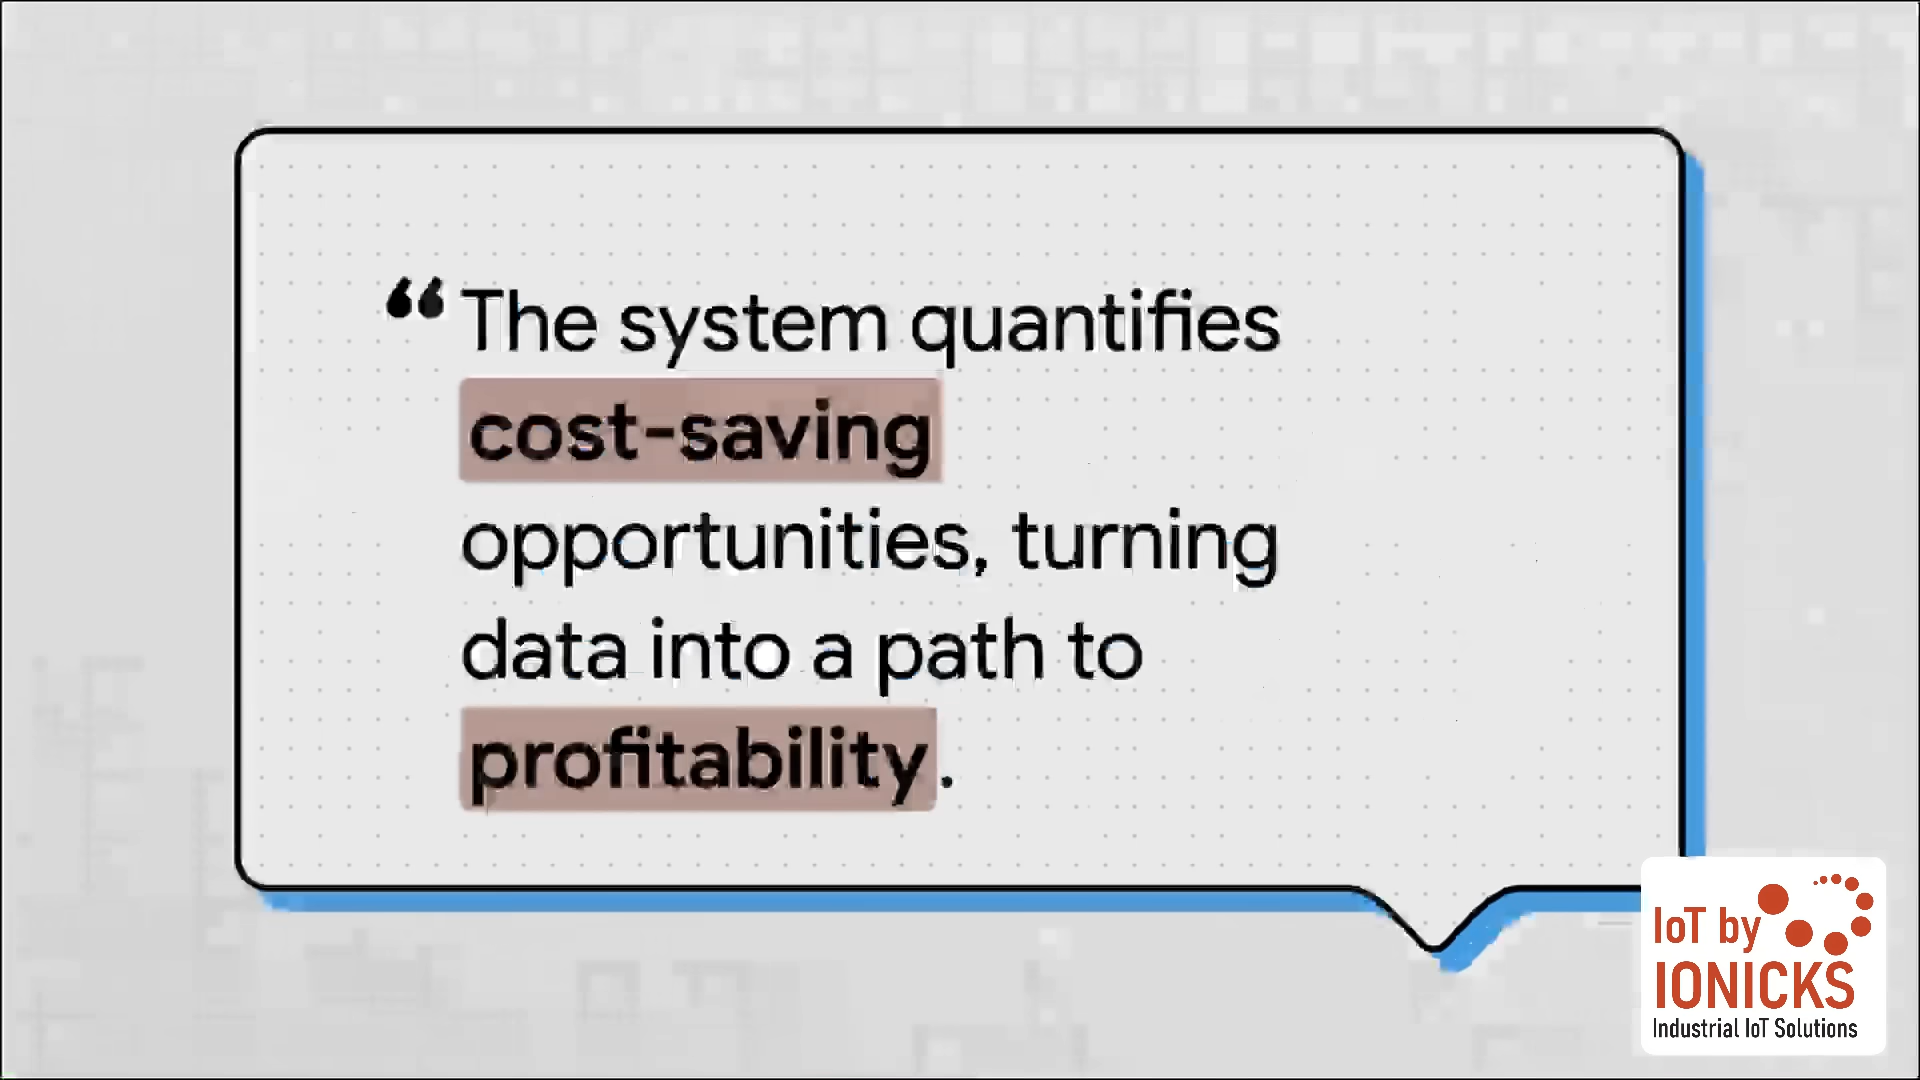 “The system quantifies
cost-saving
opportunities, turning
data into a path to
profitability.
IoT by
IONICKS
Industrial IoT Solutions